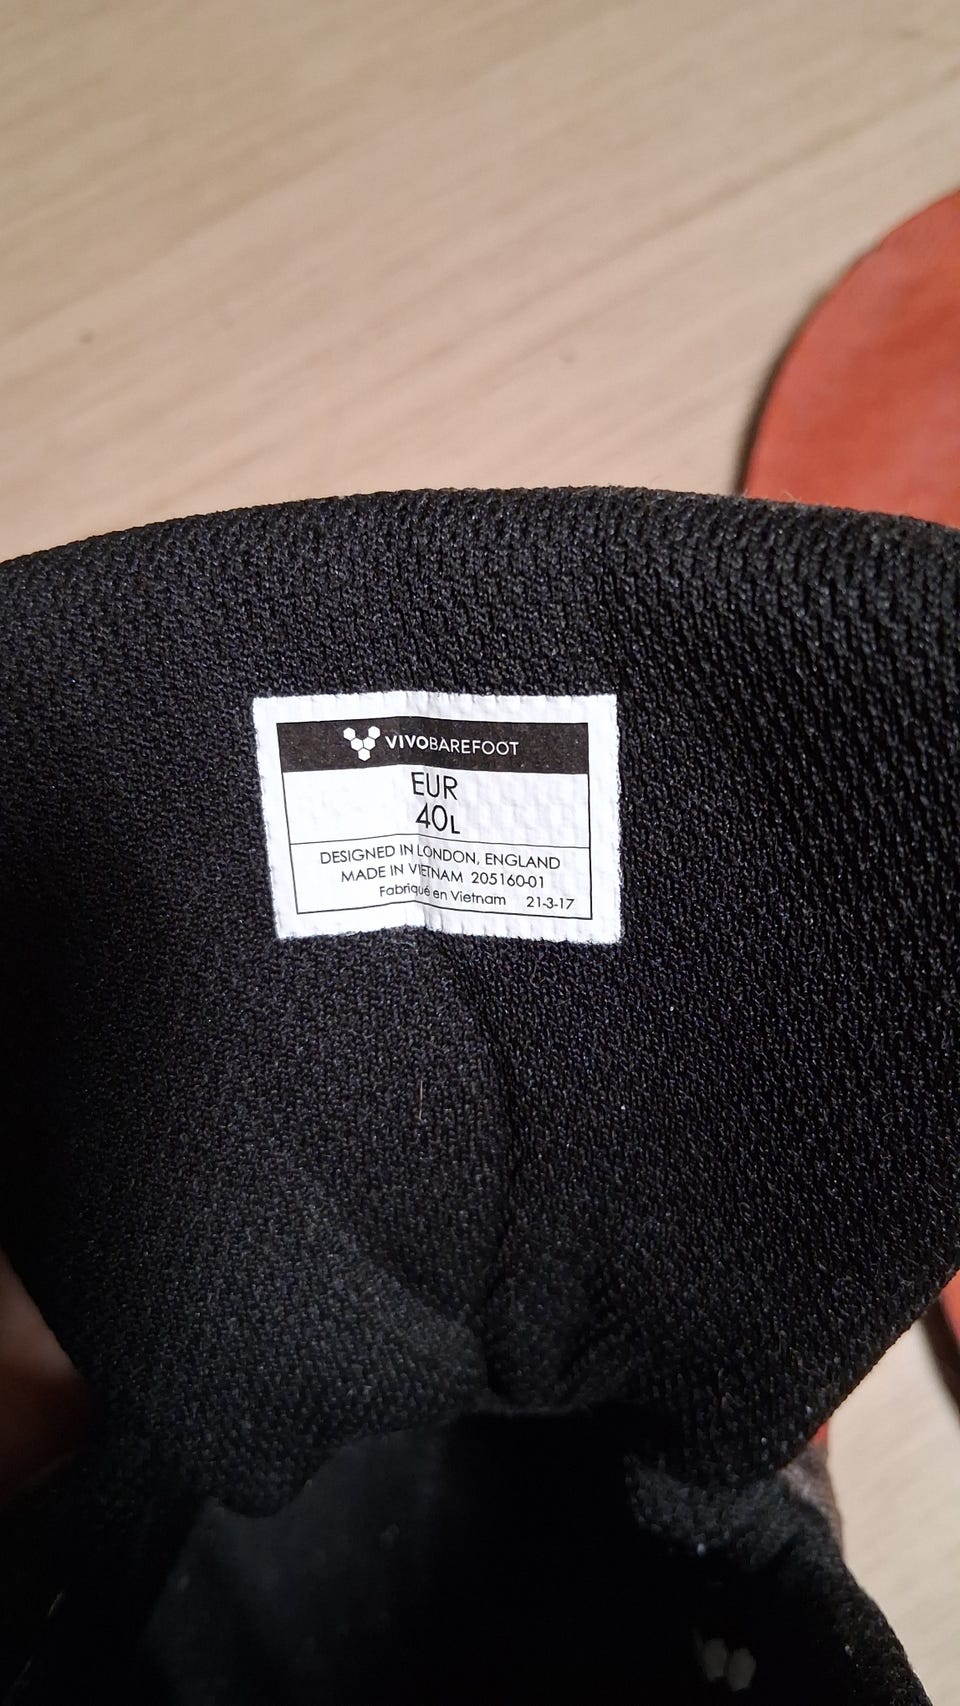 VIVOBAREFOOT
EUR
40L
DESIGNED IN LONDON, ENGLAND
MADE IN VIETNAM 205160-01
Fabriqué en Vietnam 21-3-17